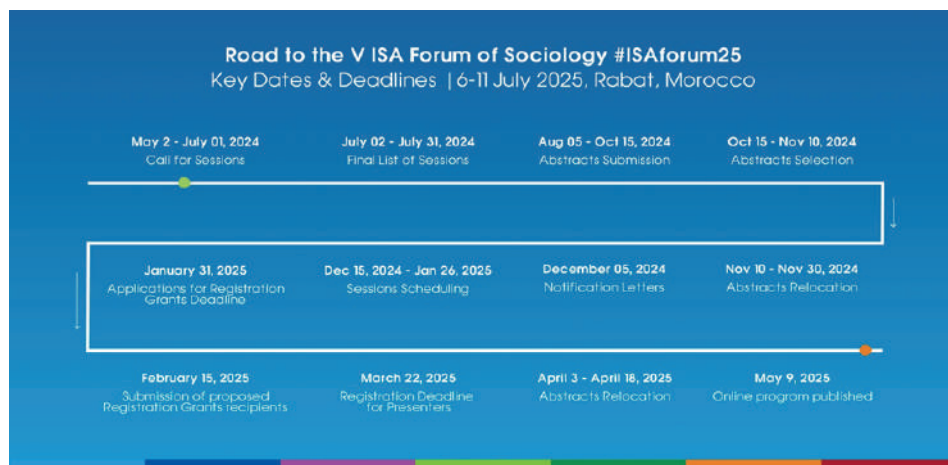 Road to the V ISA Forum of Sociology #ISAforum25
Key Dates & Deadlines | 6-11 July 2025, Rabat, Morocco
May 2 - July 01, 2024
Call for Sessions
July 02 - July 31, 2024
Final List of Sessions
Aug 05 - Oct 15, 2024
Abstracts Submission
Oct 15 - Nov 10, 2024
Abstracts Selection
January 31, 2025
Applications for Registration
Grants Deadline
Dec 15, 2024 - Jan 26, 2025
Sessions Scheduling
December 05, 2024
Notification Letters
Nov 10 - Nov 30, 2024
Abstracts Relocation
February 15, 2025
Submission of proposed
Registration Grants recipients
March 22, 2025
Registration Deadline
for Presenters
April 3 - April 18, 2025
Abstracts Relocation
May 9, 2025
Online program published